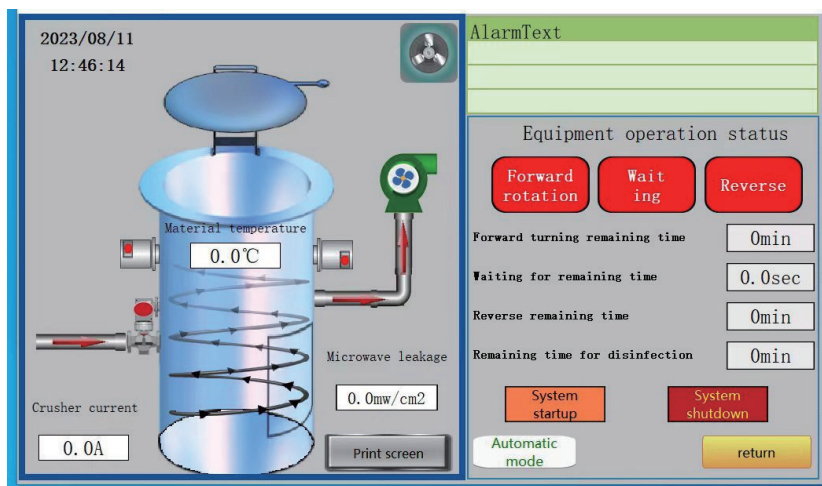 2023/08/11
12:46:14
Material temperature
0.0℃
Microwave leakage
0.0mw/cm2
Crusher current
0.0A
Print screen
AlarmText
Equipment operation status
Forward
rotation
Wait
ing
Reverse
Forward turning remaining time
0min
Waiting for remaining time
0.0sec
Reverse remaining time
0min
Remaining time for disinfection
0min
System
startup
System
shutdown
Automatic
mode
return